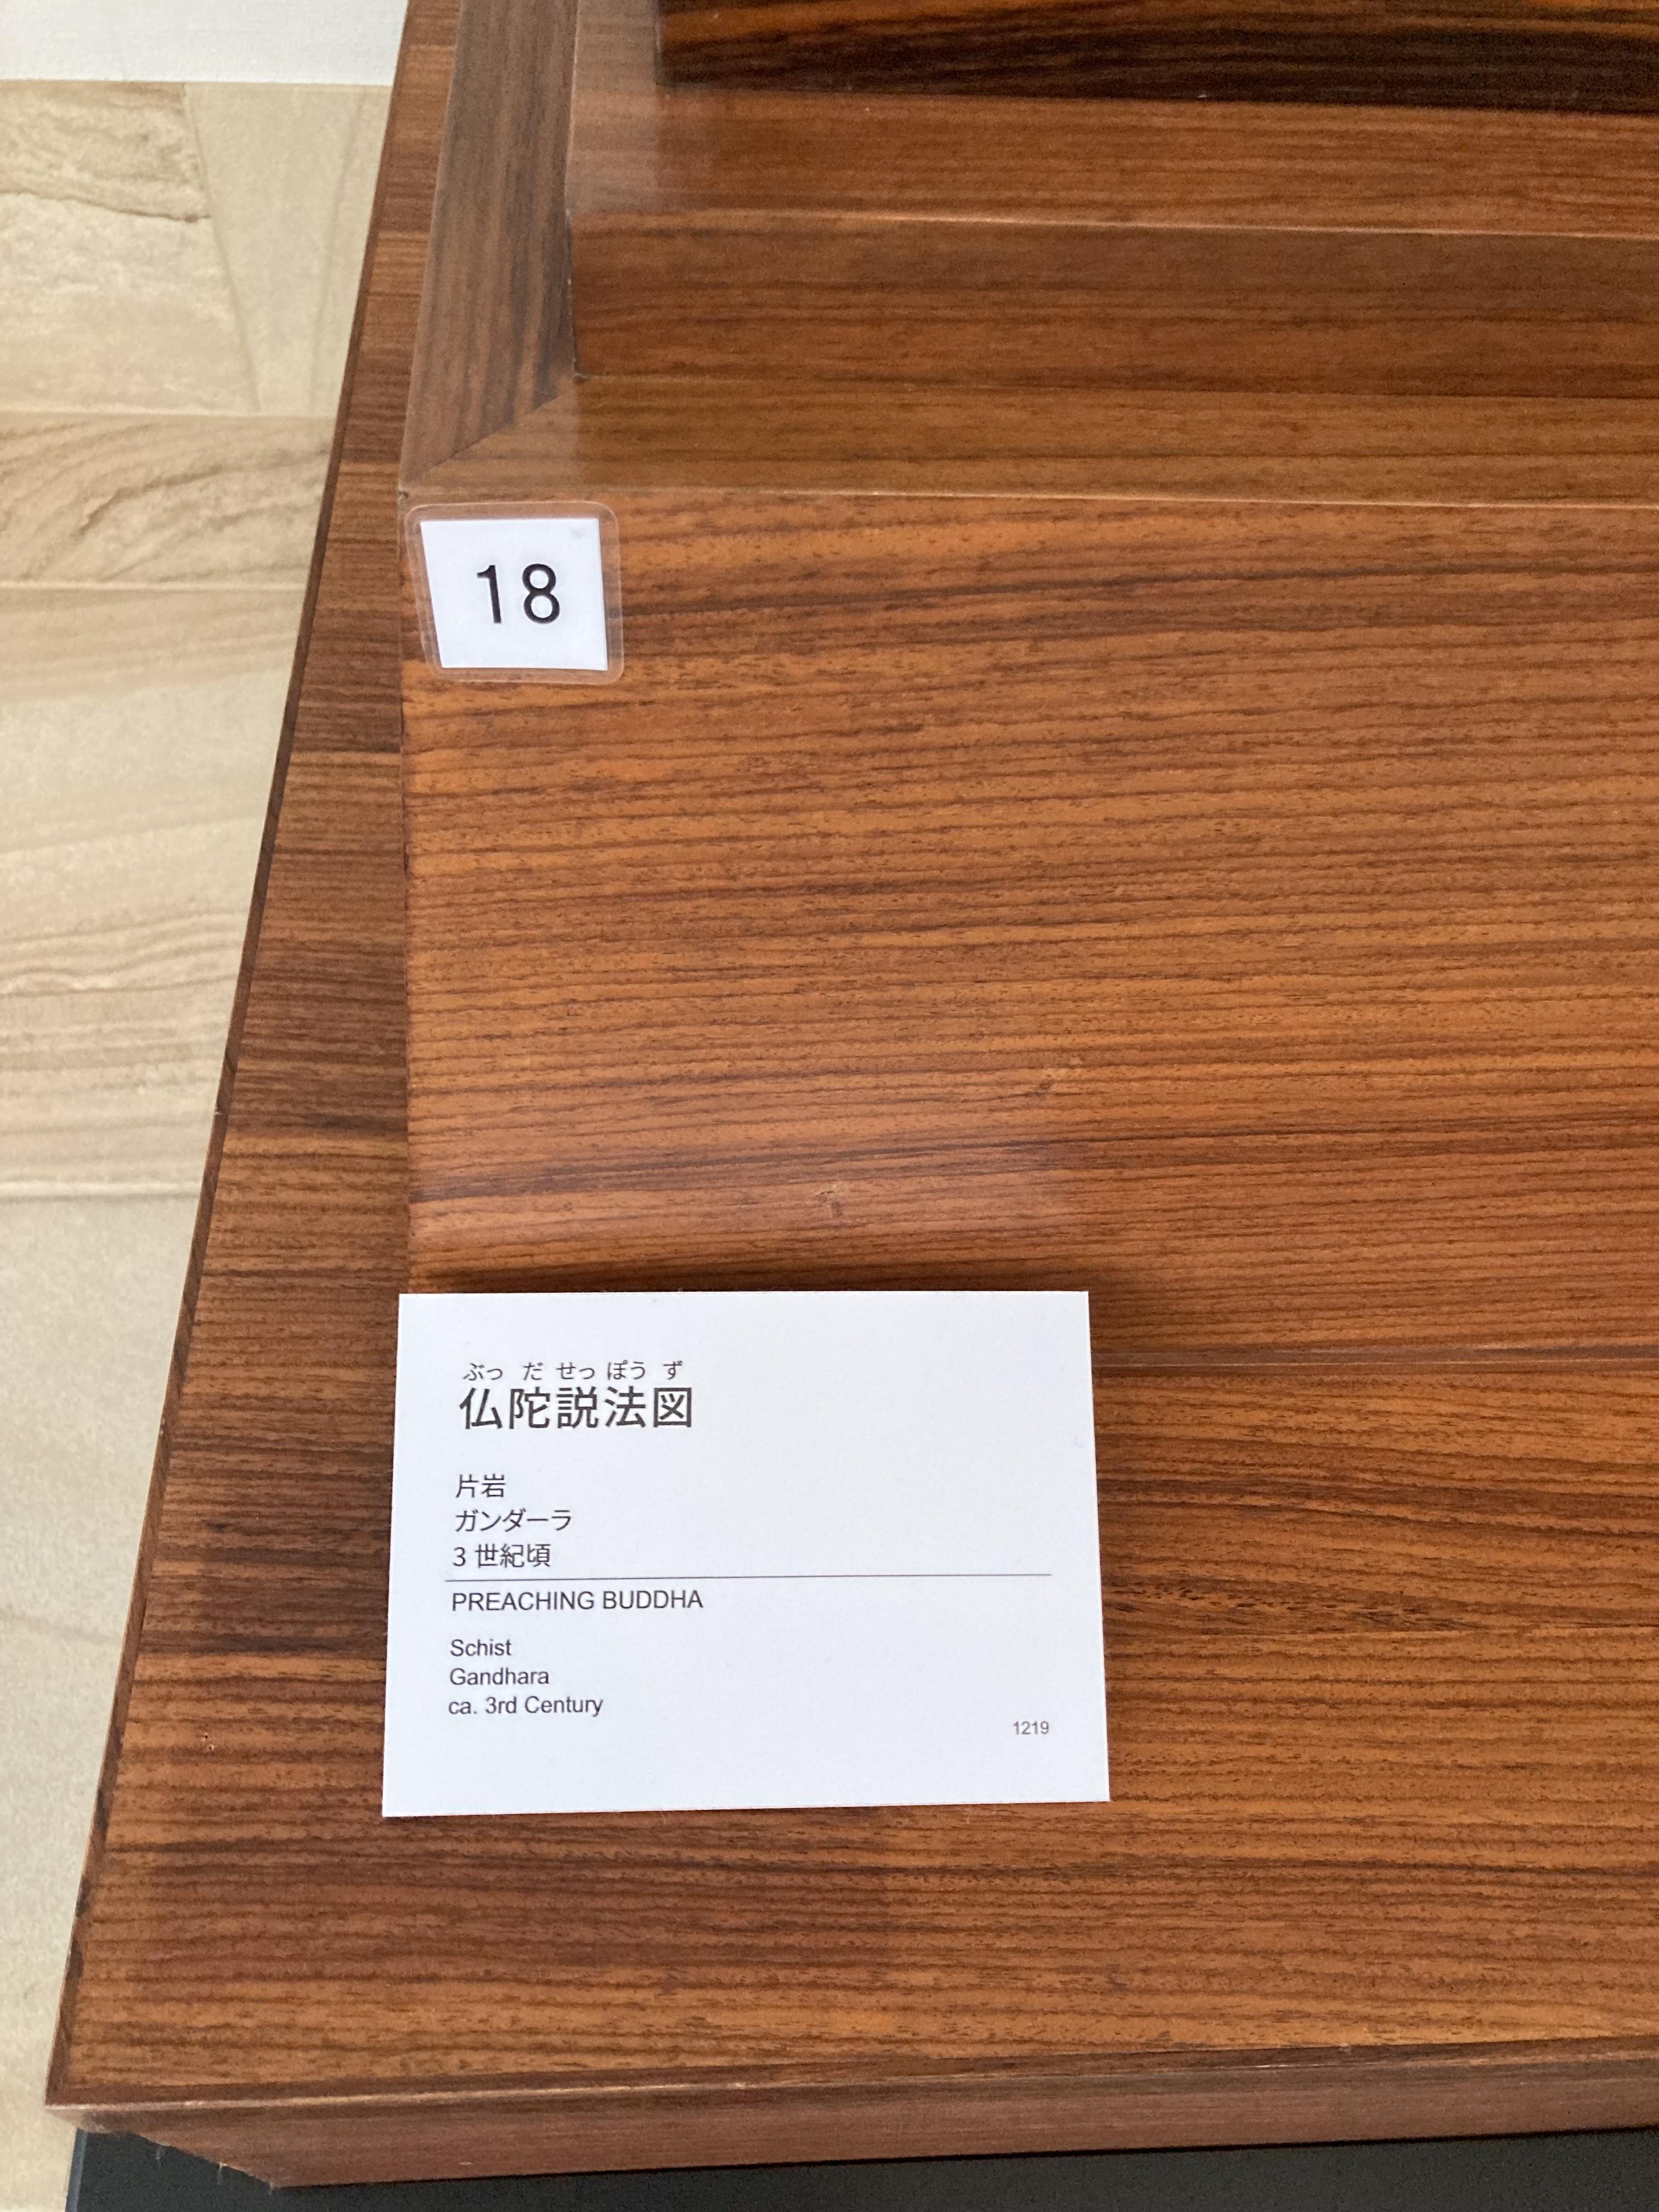 18
ぶっ だ せっ ぽう ず
仏陀説法図
片岩
ガンダーラ
3 世紀頃
PREACHING BUDDHA
Schist
Gandhara
ca. 3rd Century
1219